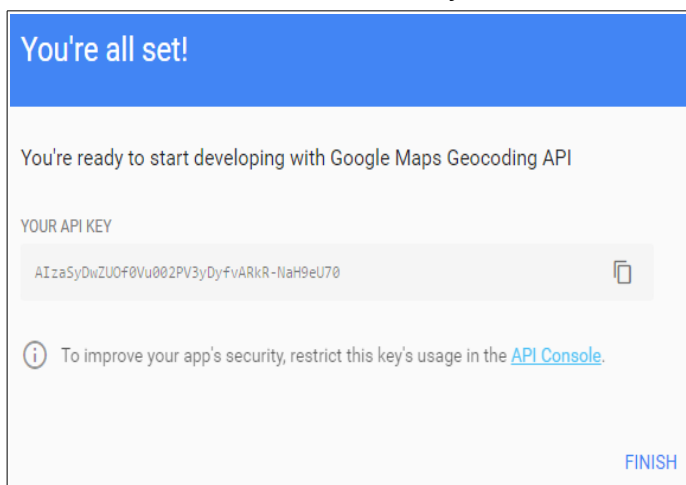 You're all set!
You're ready to start developing with Google Maps Geocoding API
YOUR API KEY
AIzaSyDwZUOf0Vu002PV3yDyfvARkR-NaH9eU70
To improve your app's security, restrict this key's usage in the API Console.
FINISH